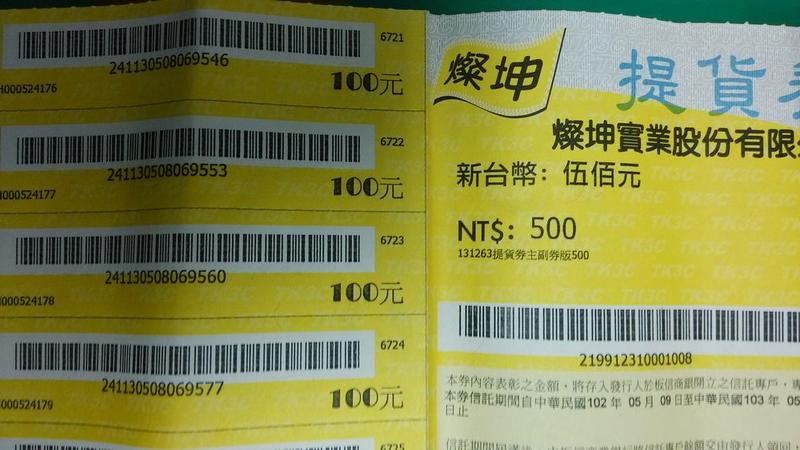 6721
241130508069546
H000524176
100元
6722
241130508069553
H000524177
100元
6723
241130508069560
H000524178
100元
6724
241130508069577
H000524179
100元
6725
燦坤
提貨
燦坤實業股份有限
新台幣：伍佰元
NT$: 500
131263提貨券主副券版500
TK3C
219912310001008
本券內容表彰之金額，將存入發行人於板信商銀開立之信託專戶，專
本券信託期間自中華民國102年 05月 09日至中華民國103年 05
日止